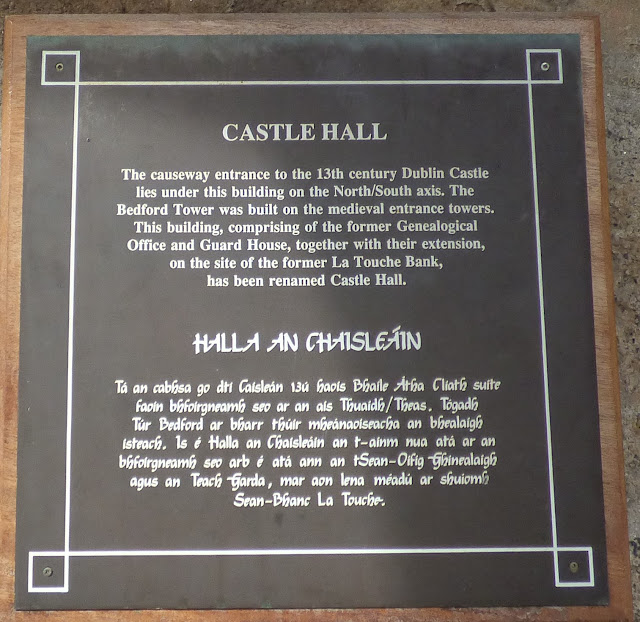 CASTLE HALL
The causeway entrance to the 13th century Dublin Castle
lies under this building on the North/South axis. The
Bedford Tower was built on the medieval entrance towers.
This building, comprising of the former Genealogical
Office and Guard House, together with their extension,
on the site of the former La Touche Bank,
has been renamed Castle Hall.
HALLA AN CHAISLEÁIN
Tá an cabhsa go dtí Caisleán 13ú haois Bhaile Átha Cliath suite
faoin bhfoirgneamh seo ar an ais Thuaidh/Theas. Tógadh
Túr Bedford ar bharr thúir mheánaoiseacha an bhealaigh
isteach. Is é Halla an Chaisleáin an t-ainm nua atá ar an
bhfoirgneamh seo arb é atá ann an tSean-Oifig Ghinealaigh
agus an Teach Garda, mar aon lena méadú ar shuiomh
Sean-Bhanc La Touche.